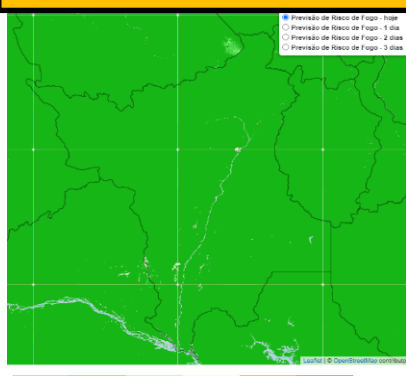 Previsão de Risco de Fogo - hoje
Previsão de Risco de Fogo - 1 dia
Previsão de Risco de Fogo - 2 dias
Previsão de Risco de Fogo - 3 dias
Leaflet | © OpenStreetMap contributo